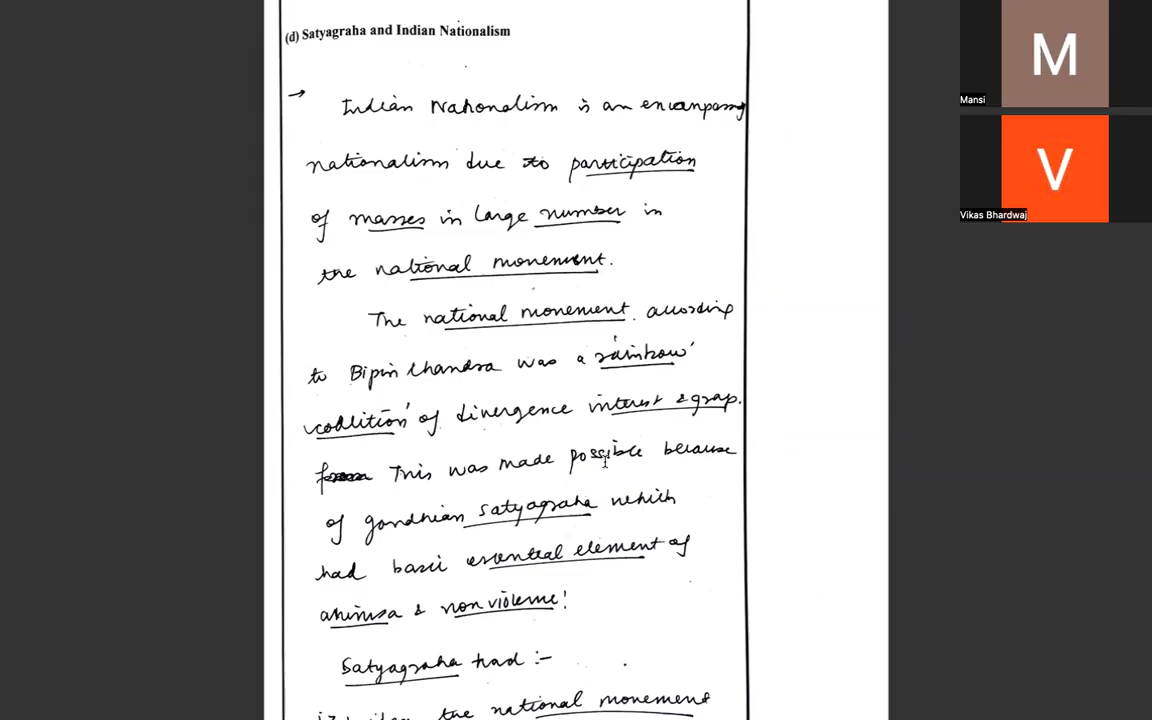 (d) Satyagraha and Indian Nationalism
→ Indian Nationalism is an encompassing
nationalism due to participation
of masses in large number in
the national movement.
The national movement. according
to Bipin Chandra was a 'rainbow'
'coalition' of divergence interest & grap.
This was made possible because
of gandhian satyagraha which
had basic essential element of
ahimsa & non violence!
Satyagraha had :-
the national movement
M
Mansi
V
Vikas Bhardwaj